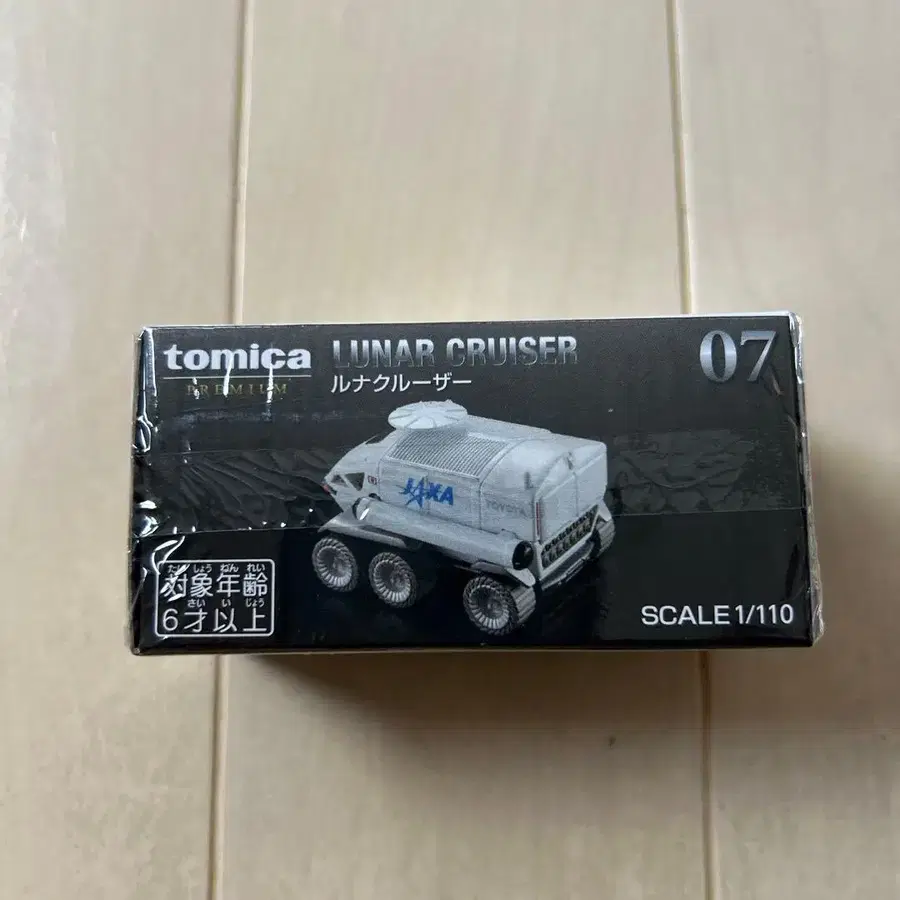 tomica
PREMIUM
LUNAR CRUISER
ルナクルーザー
07
JAXA
TOYOTA
たいしょうねんれい
対象年齢
さいいじょう
6才以上
SCALE 1/110